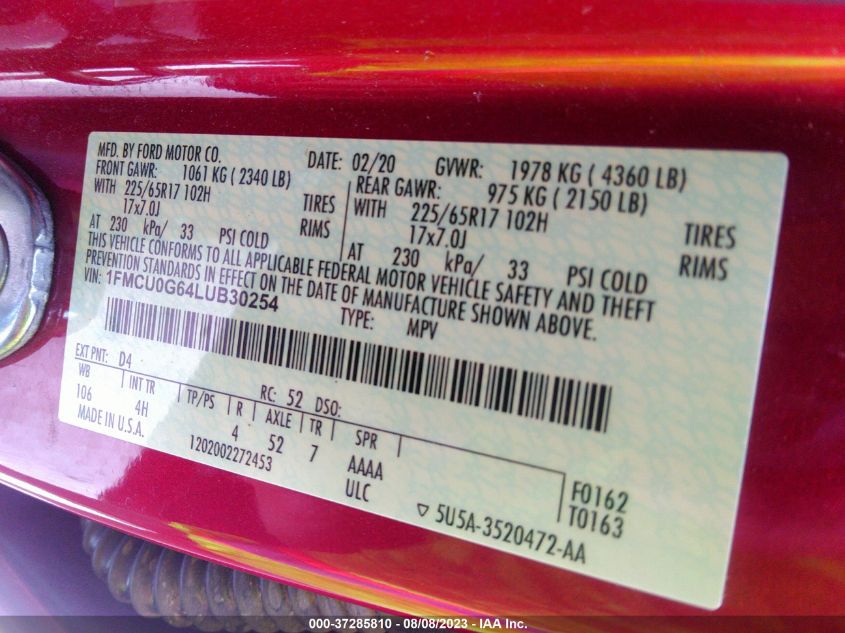 MFD. BY FORD MOTOR CO.
DATE: 02/20 GVWR: 1978 KG ( 4360 LB)
FRONT GAWR: 1061 KG ( 2340 LB)
REAR GAWR: 975 KG ( 2150 LB)
WITH 225/65R17 102H TIRES
WITH 225/65R17 102H TIRES
17x7.0J RIMS
17x7.0J RIMS
AT 230 kPa/ 33 PSI COLD
AT 230 kPa/ 33 PSI COLD
THIS VEHICLE CONFORMS TO ALL APPLICABLE FEDERAL MOTOR VEHICLE SAFETY AND THEFT
PREVENTION STANDARDS IN EFFECT ON THE DATE OF MANUFACTURE SHOWN ABOVE.
VIN: 1FMCU0G64LUB30254
TYPE: MPV
EXT PNT: D4
RC: 52 DSO:
WB INT TR TP/PS R AXLE TR SPR
106 4H 4 52 7 AAAA
MADE IN U.S.A.
1202002272453
ULC
F0162
T0163
▽ 5U5A-3520472-AA
000-37285810 - 08/08/2023 - IAA Inc.